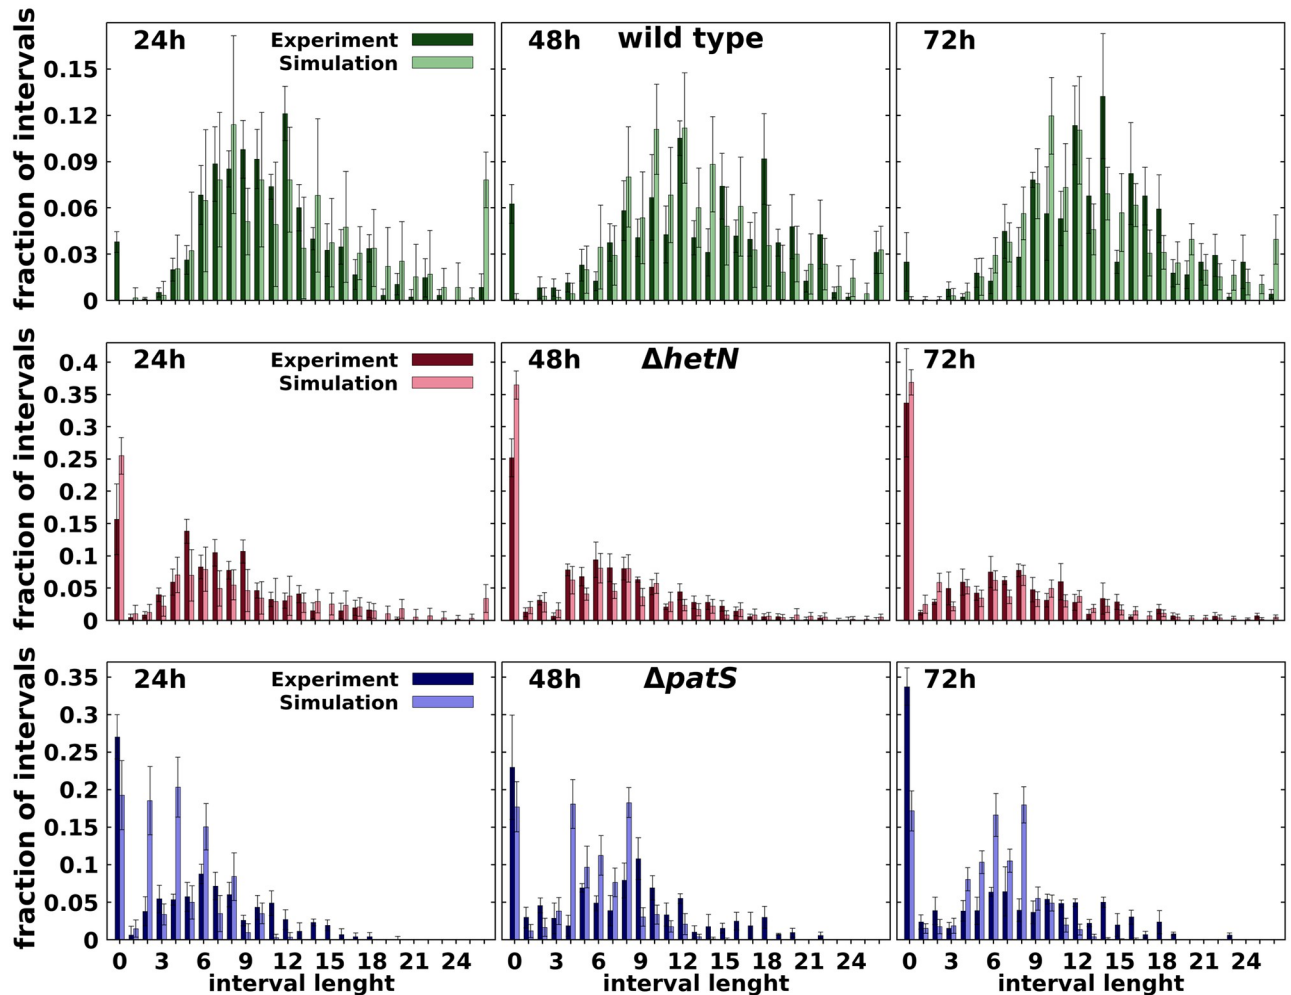 24h
Experiment
Simulation
48h
wild type
72h
fraction of intervals
0.15
0.12
0.09
0.06
0.03
0
24h
Experiment
Simulation
48h
ΔhetN
72h
fraction of intervals
0.4
0.35
0.3
0.25
0.2
0.15
0.1
0.05
0
24h
Experiment
Simulation
48h
ΔpatS
72h
fraction of intervals
0.35
0.3
0.25
0.2
0.15
0.1
0.05
0
0 3 6 9 12 15 18 21 24
0 3 6 9 12 15 18 21 24
0 3 6 9 12 15 18 21 24
interval lenght
interval lenght
interval lenght